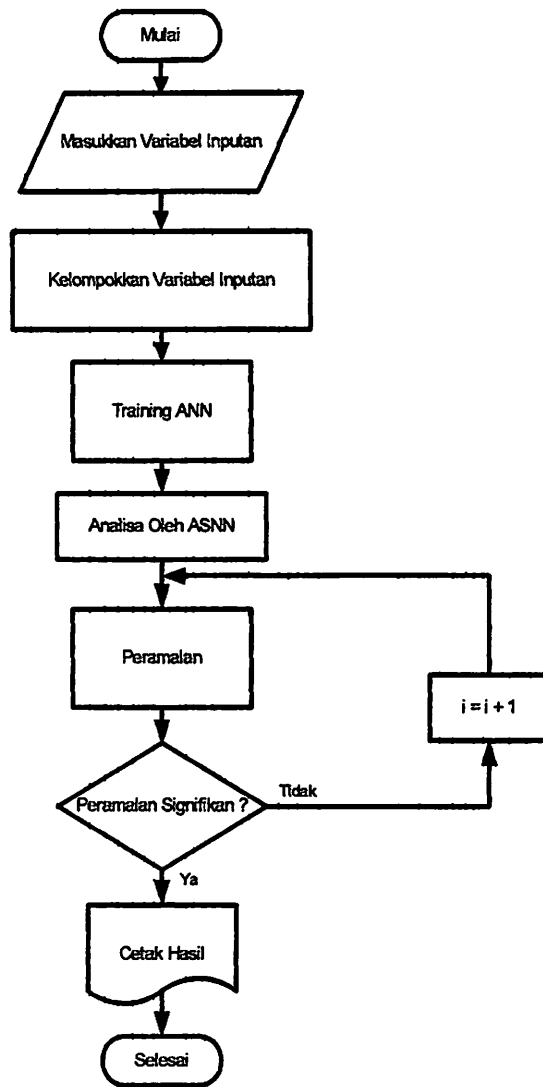 Mulai
Masukkan Variabel Inputan
Kelompokkan Variabel Inputan
Training ANN
Analisa Oleh ASNN
Peramalan
i = i + 1
Peramalan Signifikan ?
Tidak
Ya
Cetak Hasil
Selesai